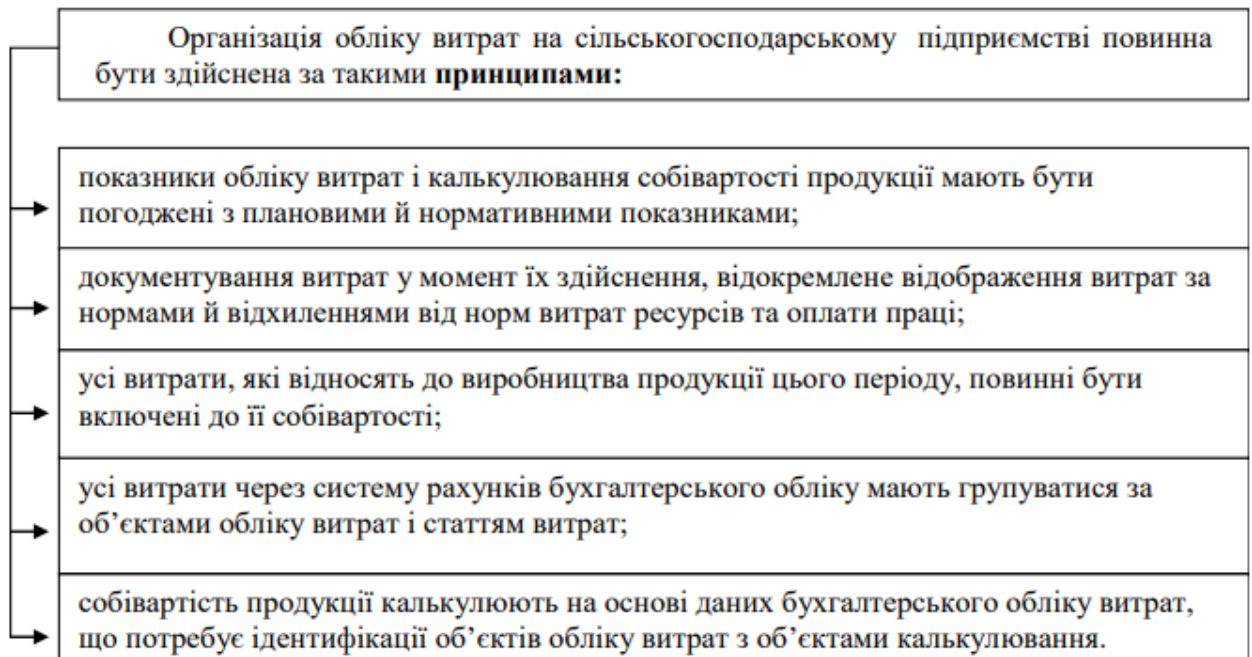 Організація обліку витрат на сільськогосподарському підприємстві повинна
бути здійснена за такими принципами:
показники обліку витрат і калькулювання собівартості продукції мають бути
погоджені з плановими й нормативними показниками;
документування витрат у момент їх здійснення, відокремлене відображення витрат за
нормами й відхиленнями від норм витрат ресурсів та оплати праці;
усі витрати, які відносять до виробництва продукції цього періоду, повинні бути
включені до її собівартості;
усі витрати через систему рахунків бухгалтерського обліку мають групуватися за
об’єктами обліку витрат і статтям витрат;
собівартість продукції калькулюють на основі даних бухгалтерського обліку витрат,
що потребує ідентифікації об’єктів обліку витрат з об’єктами калькулювання.